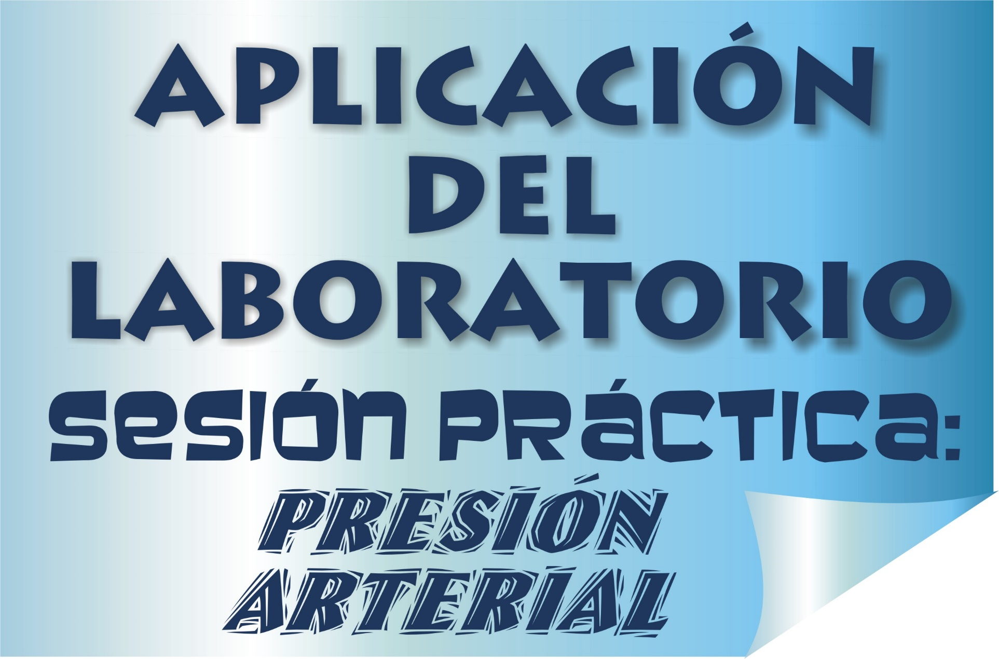 APLICACIÓN
DEL
LABORATORIO
sesión PRáCTICa:
PRESIÓN
ARTERIAL